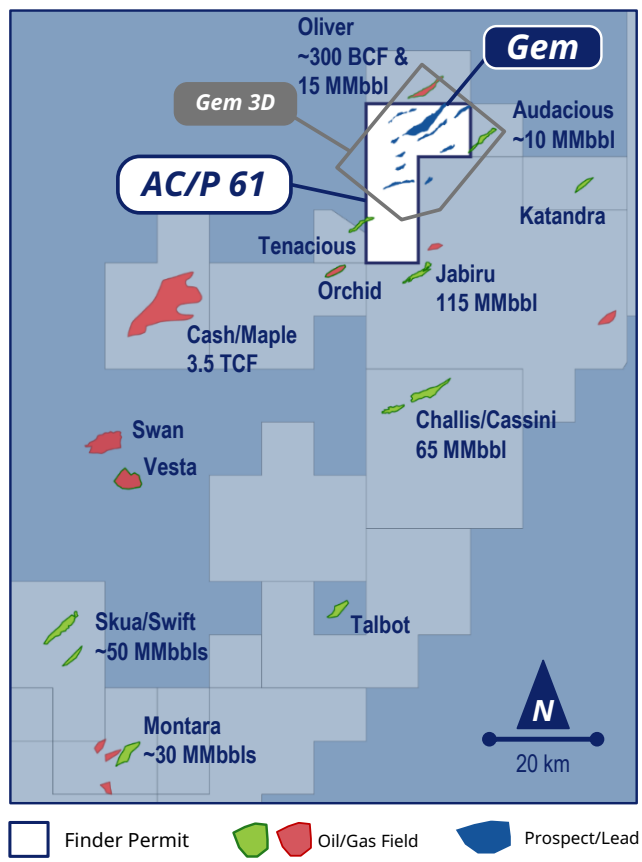 Oliver
~300 BCF &
15 MMbbl
Gem
Gem 3D
Audacious
~10 MMbbl
AC/P 61
Katandra
Tenacious
Orchid
Jabiru
115 MMbbl
Cash/Maple
3.5 TCF
Challis/Cassini
65 MMbbl
Swan
Vesta
Skua/Swift
~50 MMbbls
Talbot
Montara
~30 MMbbls
N
20 km
Finder Permit
Oil/Gas Field
Prospect/Lead